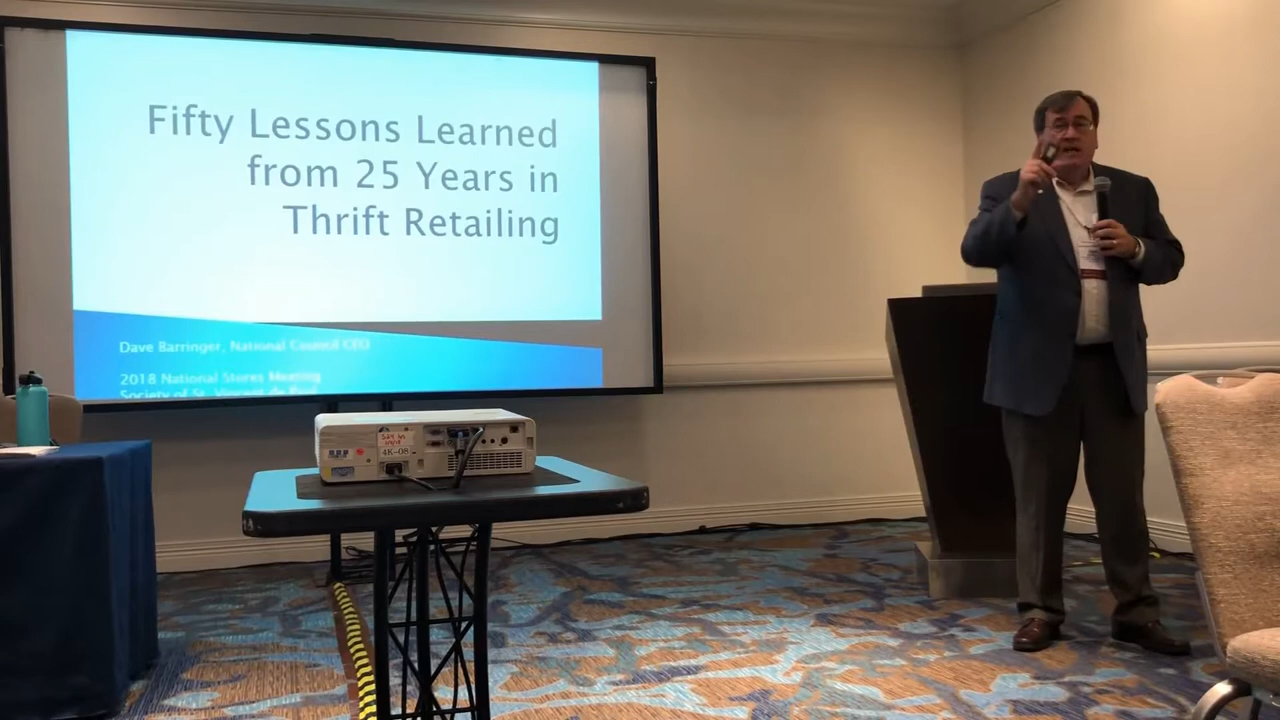 Fifty Lessons Learned
from 25 Years in
Thrift Retailing
Dave Barringer, National Council CEO
2018 National Stores Meeting
Society of St. Vincent de
4K-08